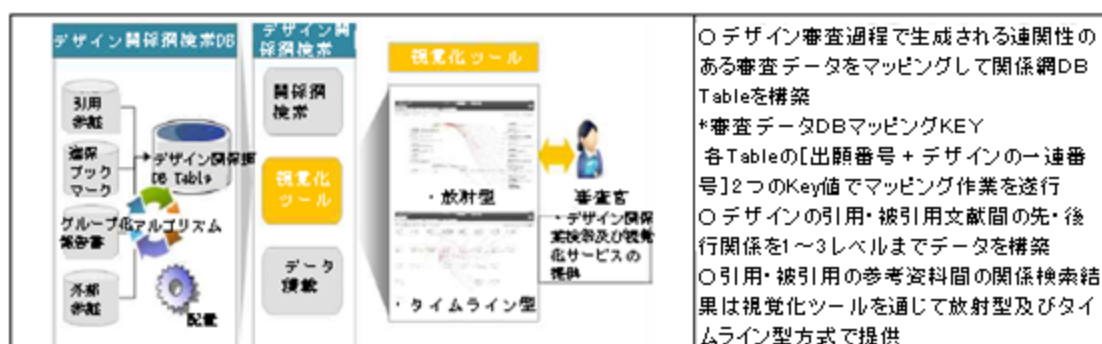 デザイン関係網検索DB
引用
参証
ブック
マーク
グループ化
報告書
外部
参証
デザイン関係網
DB Table
アルゴリズム
配置
デザイン関
係網検索
関係網
検索
視覚化
ツール
データ
視覚化ツール
・放射型
・タイムライン型
審査官
・デザイン関係
化サービスの
提供
○デザイン審査過程で生成される連関性の
ある審査データをマッピングして関係網DB
Tableを構築
*審査データDBマッピングKEY
各Tableの[出願番号 + デザインの一連番
号]2つのKey値でマッピング作業を遂行
○デザインの引用・被引用文献間の先・後
行関係を1～3レベルまでデータを構築
○引用・被引用の参考資料間の関係検索結
果は視覚化ツールを通じて放射型及びタイ
ムライン型方式で提供